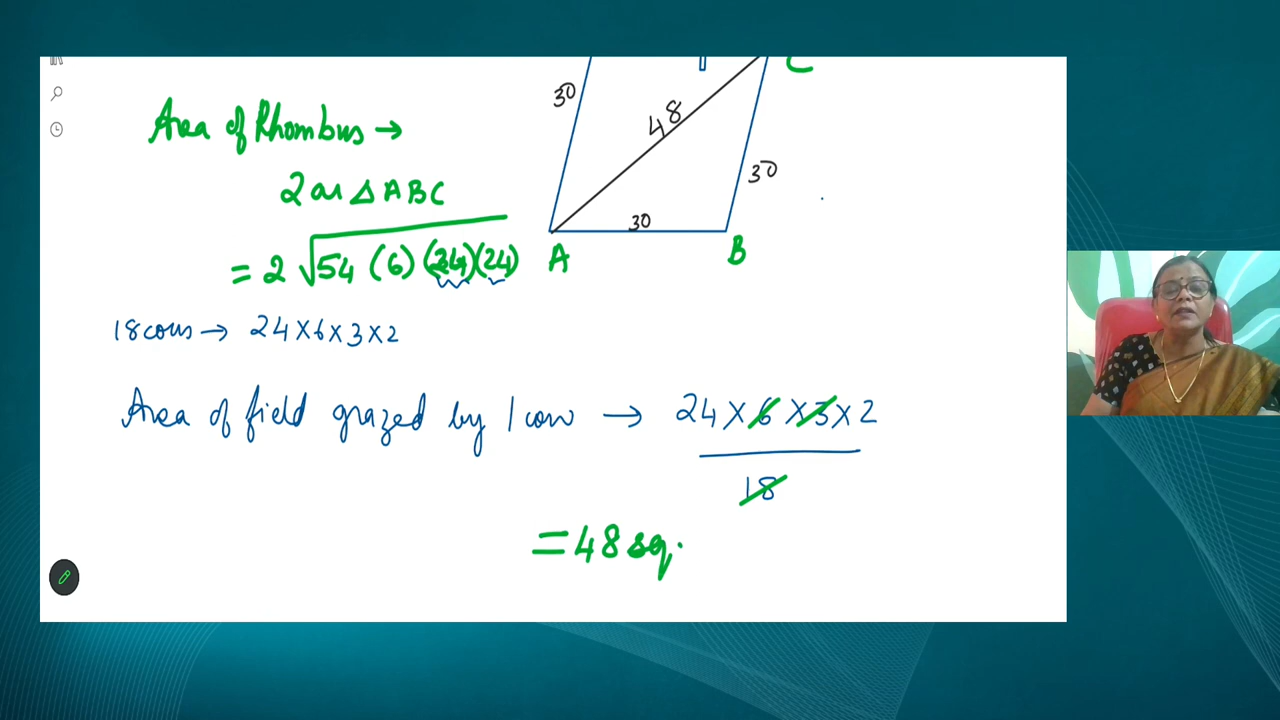 C
30
48
Area of Rhombus →
30
2 ar △ ABC
30
= 2 √54 (6) (24)(24)
A
B
18 cows → 24×6×3×2
Area of field grazed by 1 cow → 24×6×3×2
18
= 48 sq.